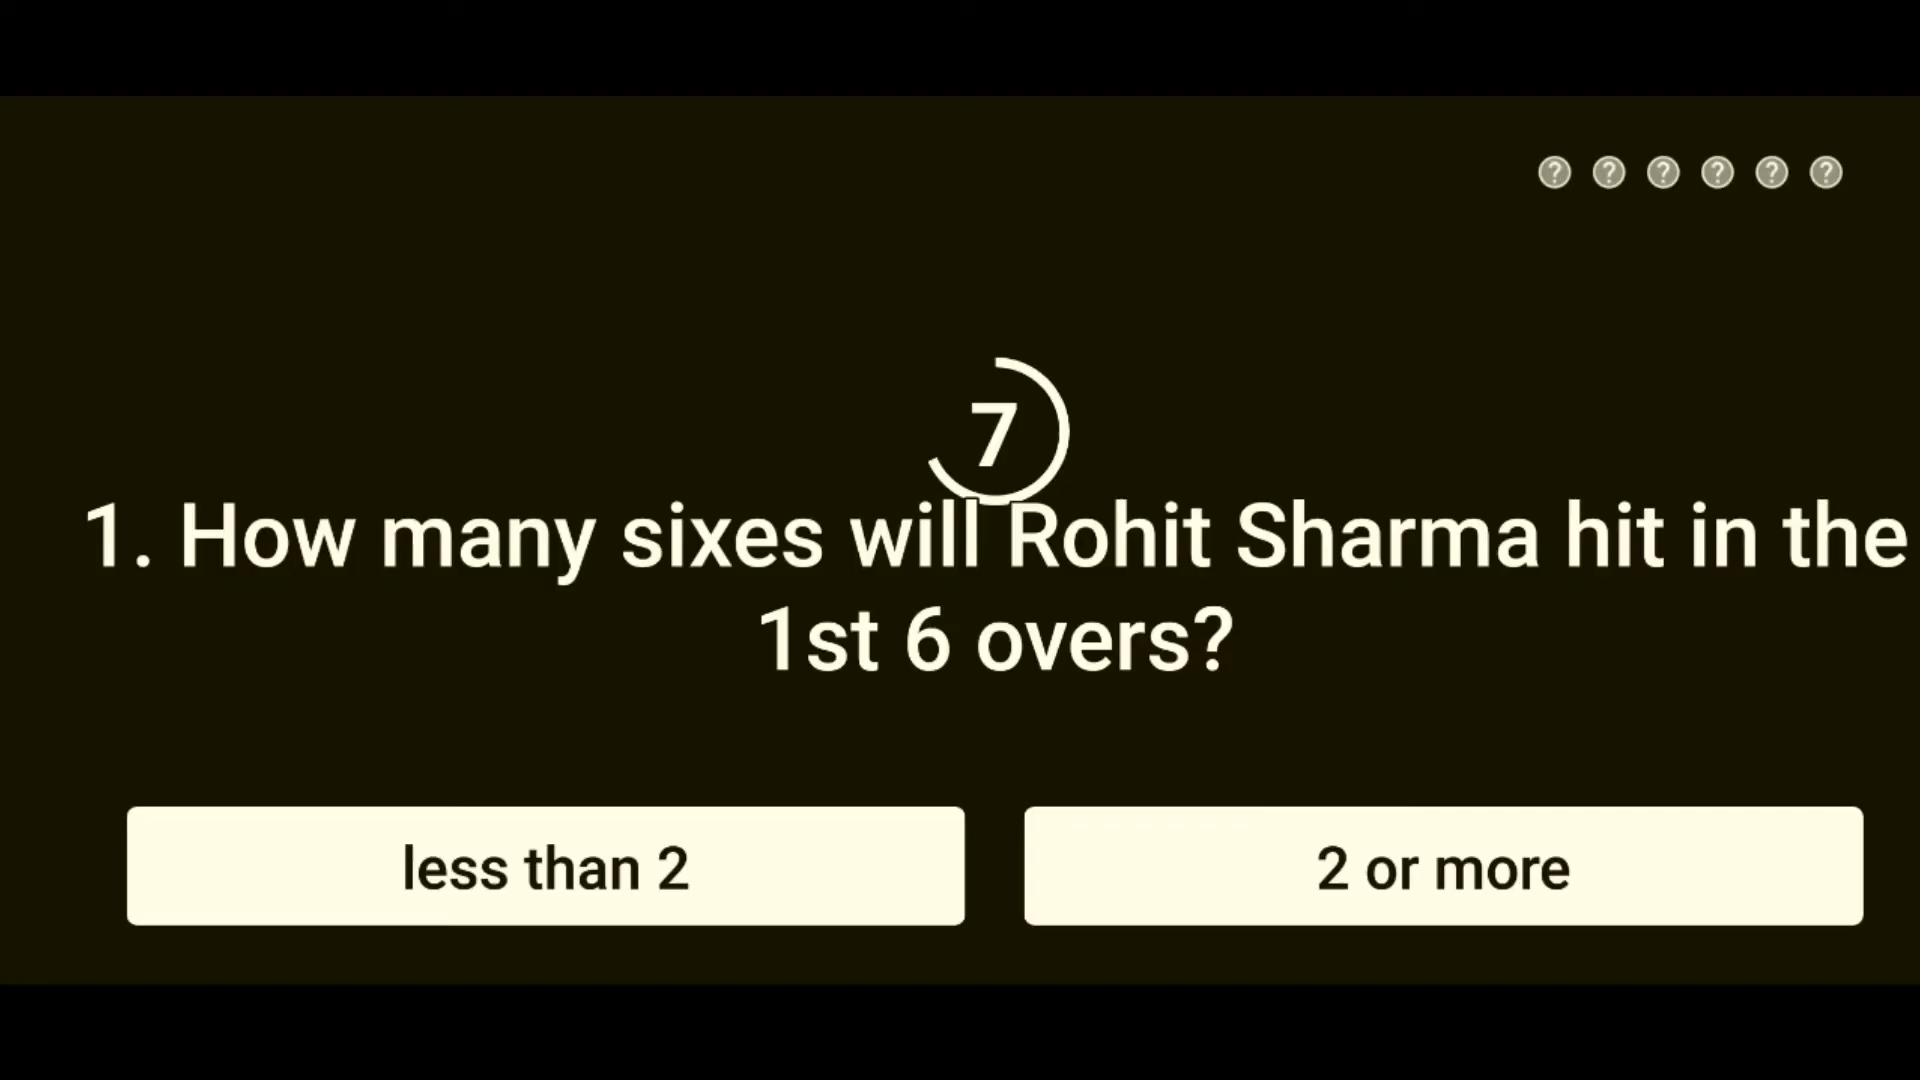 ? ? ? ? ? ?
7
1. How many sixes will Rohit Sharma hit in the
1st 6 overs?
less than 2
2 or more